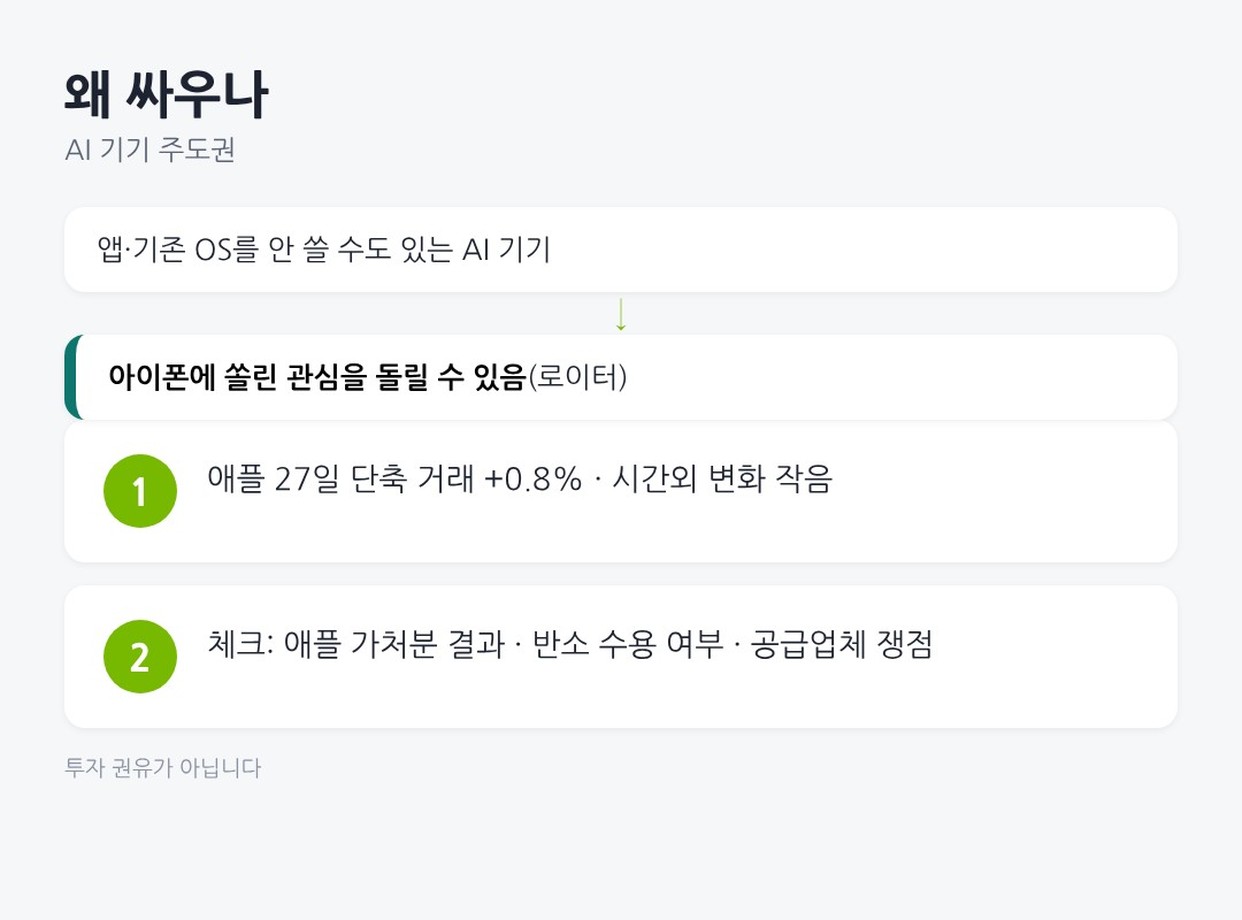 왜 싸우나
AI 기기 주도권
앱·기존 OS를 안 쓸 수도 있는 AI 기기
↓
아이폰에 쏠린 관심을 돌릴 수 있음(로이터)
1 애플 27일 단축 거래 +0.8% · 시간외 변화 작음
2 체크: 애플 가처분 결과 · 반소 수용 여부 · 공급업체 쟁점
투자 권유가 아닙니다